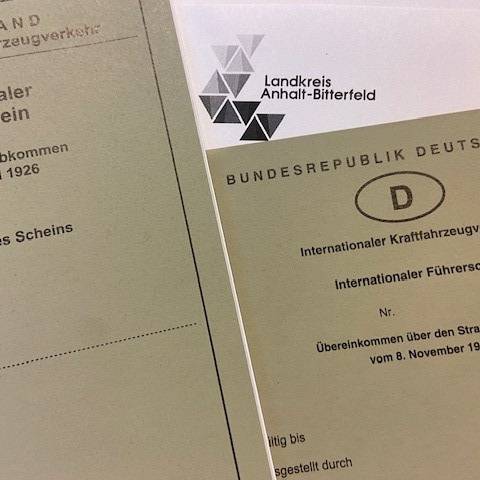 AND
rzeugverkehr
aler
ein
bkommen
1926
es Scheins
Landkreis
Anhalt-Bitterfeld
BUNDESREPUBLIK DEUTS
D
Internationaler Kraftfahrzeugv
Internationaler Führersc
Nr.
Übereinkommen über den Stra
vom 8. November 19
ltig bis
sgestellt durch